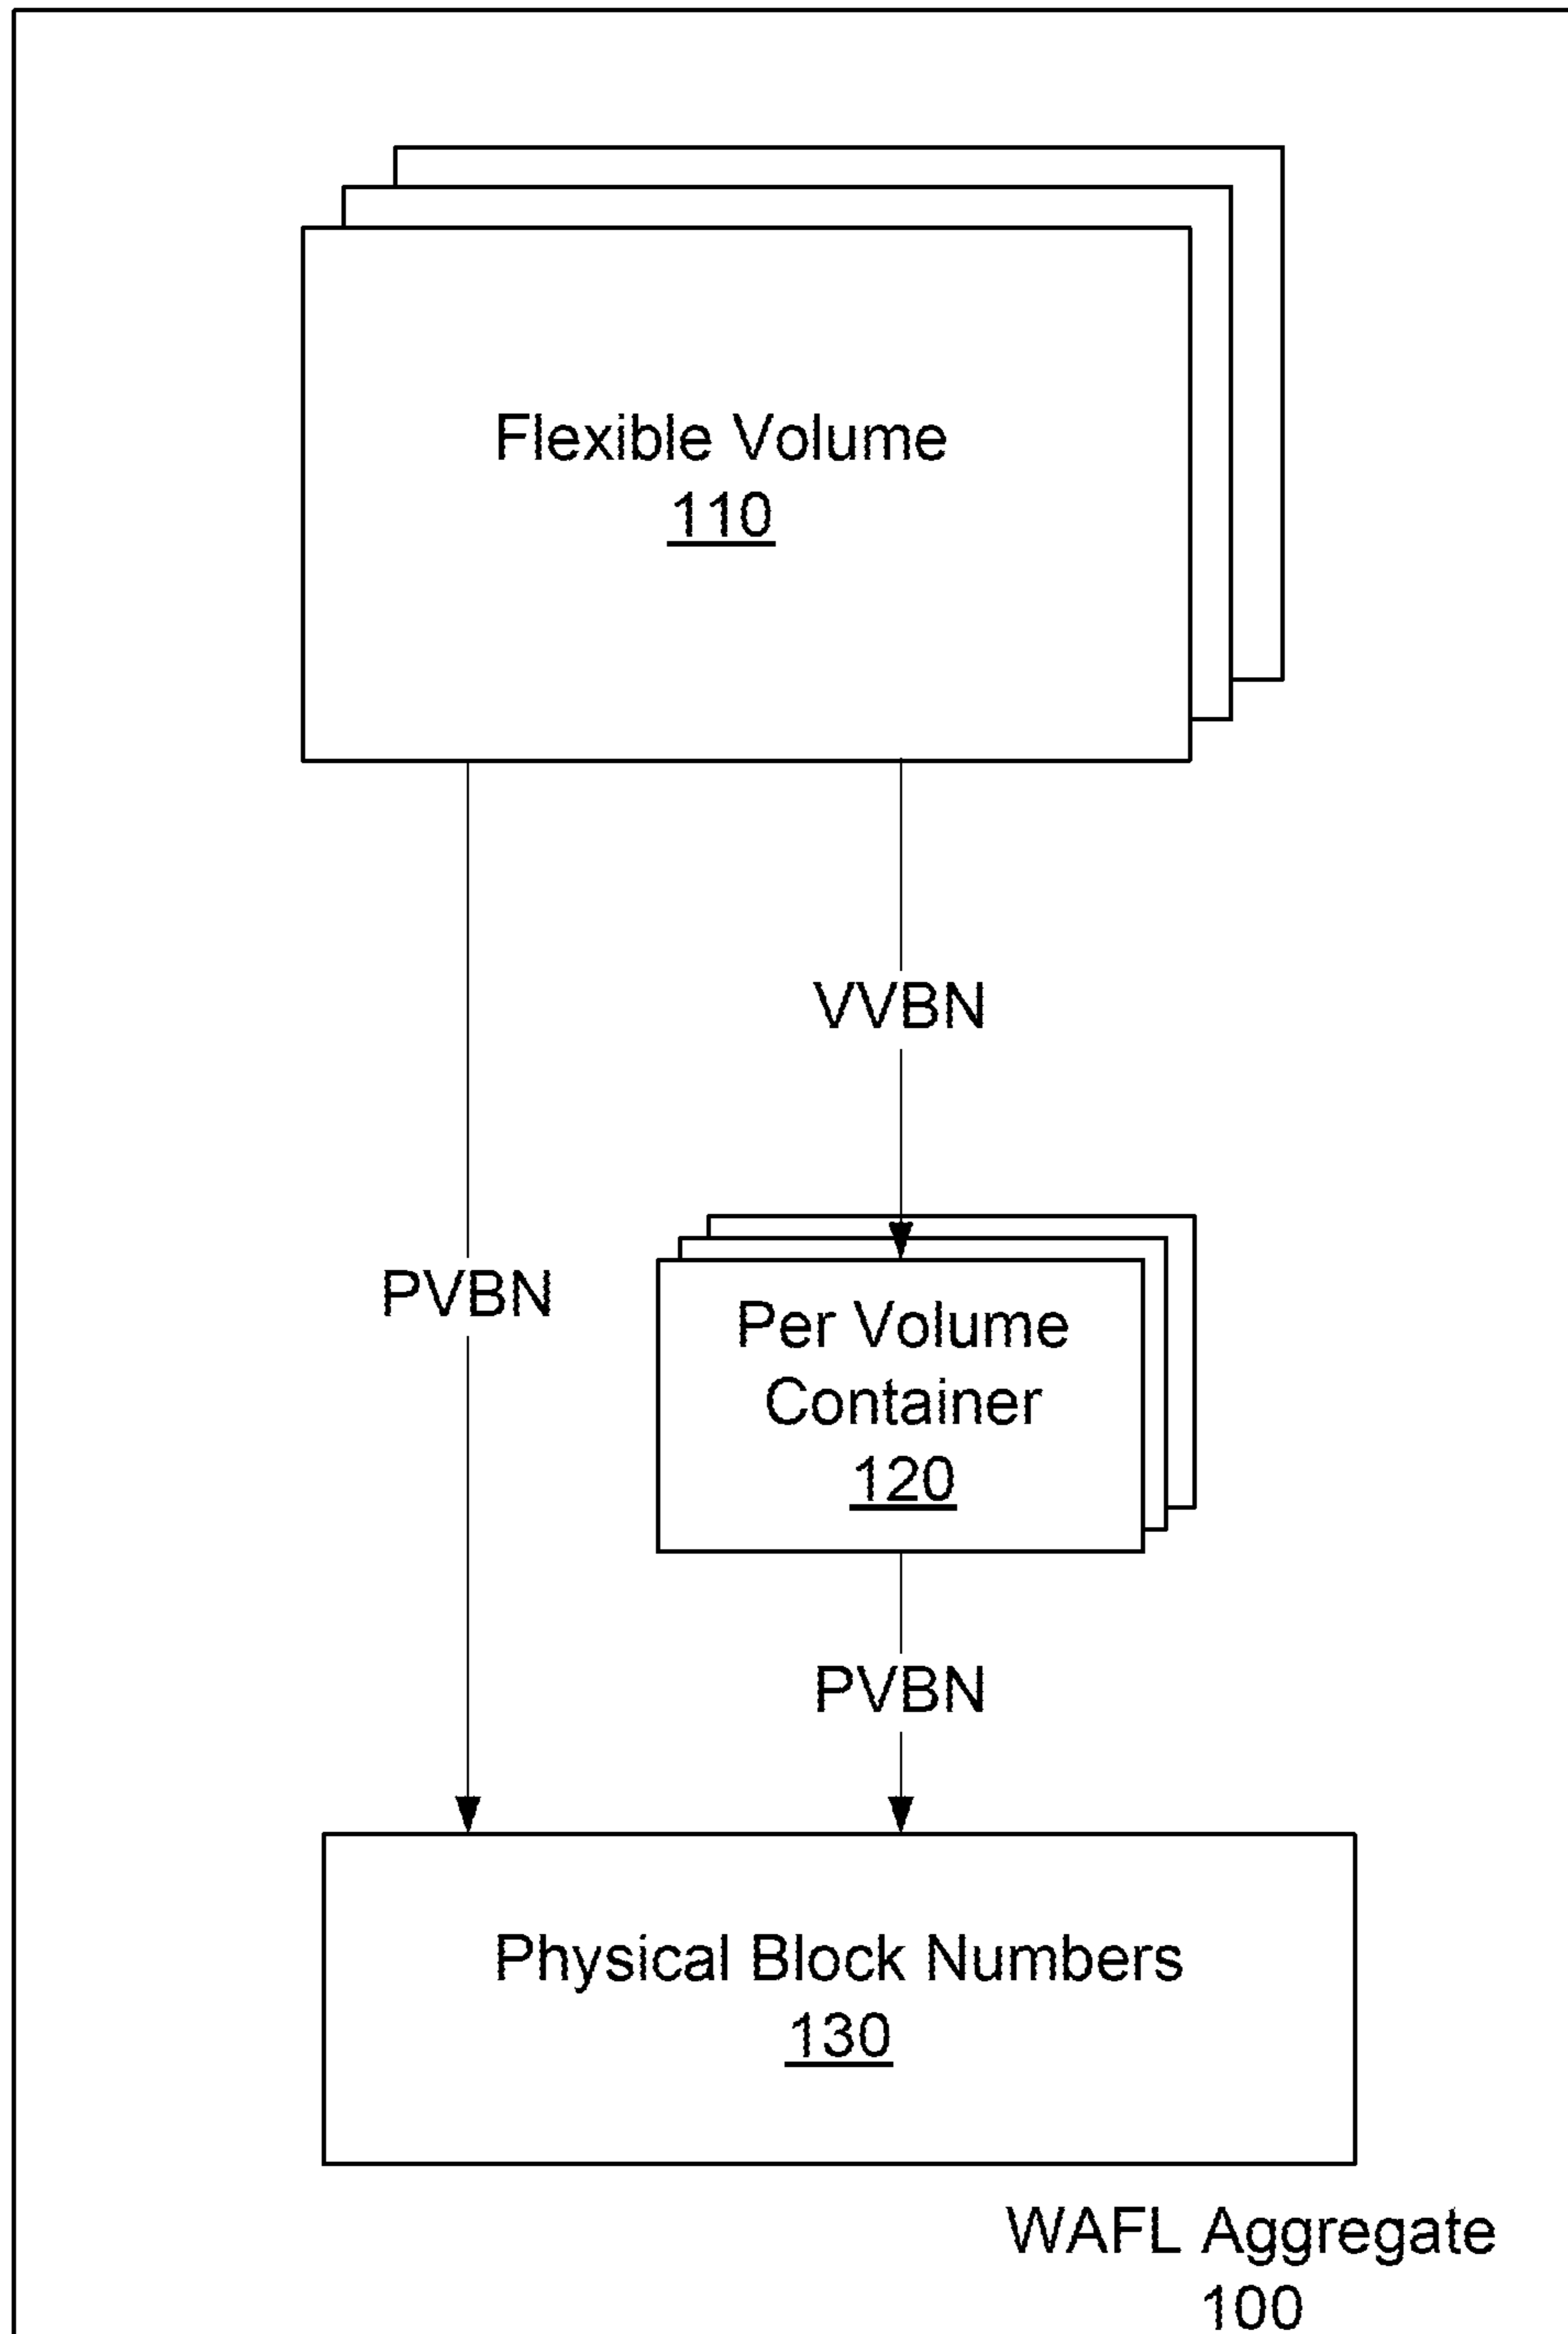 Flexible Volume
110
VVBN
PVBN
Per Volume
Container
120
PVBN
Physical Block Numbers
130
WAFL Aggregate
100